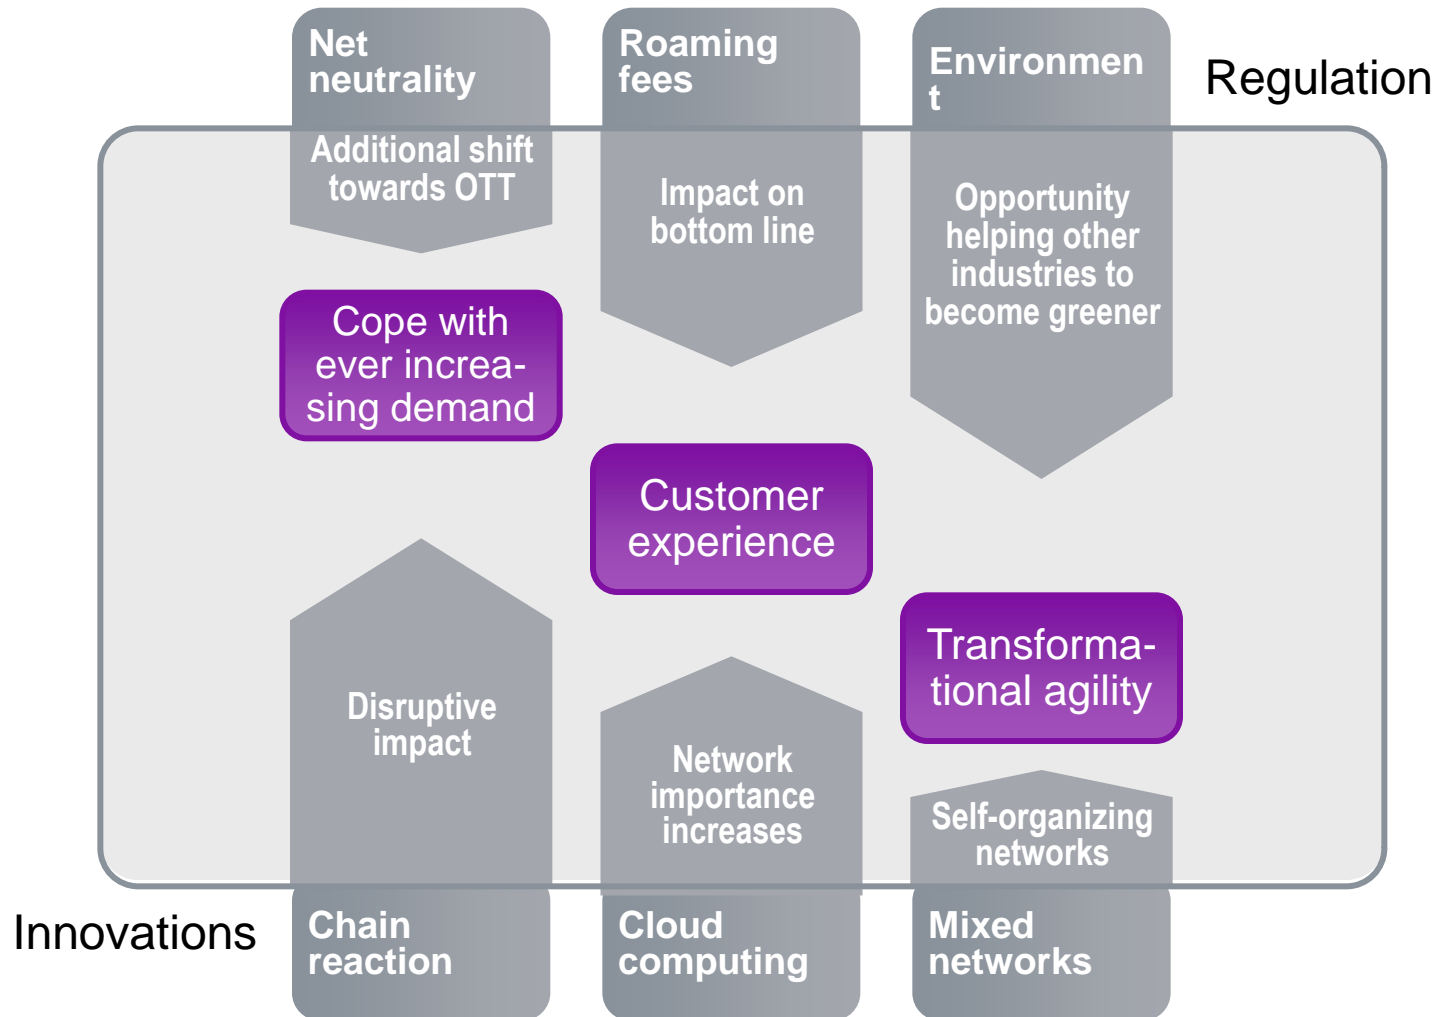 Net
neutrality
Roaming
fees
Environmen
t
Regulation
Additional shift
towards OTT
Impact on
bottom line
Opportunity
helping other
industries to
become greener
Cope with
ever increa-
sing demand
Customer
experience
Transforma-
tional agility
Disruptive
impact
Network
importance
increases
Self-organizing
networks
Innovations
Chain
reaction
Cloud
computing
Mixed
networks